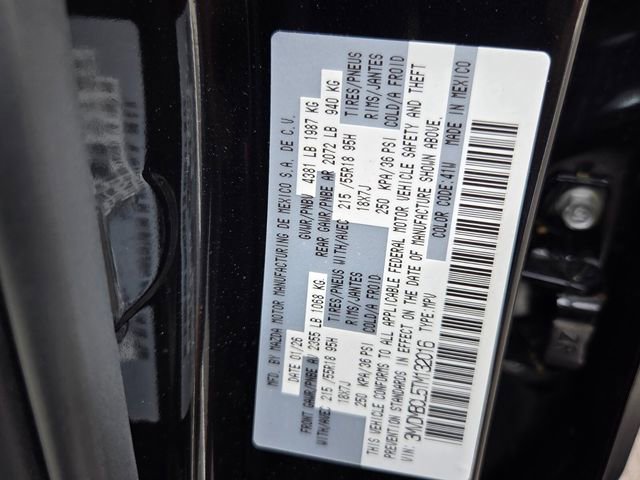 MFD. BY MAZDA MOTOR MANUFACTURING DE MEXICO S.A. DE C.V.
DATE 01/26 GVWR/PNBV 4381 LB 1987 KG
FRONT GAWR/PNBE A 2355 LB 1068 KG REAR GAWR/PNBE AR 2072 LB 940 KG
WITH/AVEC 215 /55R18 95H TIRES/PNEUS WITH/AVEC 215 /55R18 95H TIRES/PNEUS
18X7J RIMS/JANTES 18X7J RIMS/JANTES
250 KPA/36 PSI COLD/A FROID 250 KPA/36 PSI COLD/A FROID
THIS VEHICLE CONFORMS TO ALL APPLICABLE FEDERAL MOTOR VEHICLE SAFETY AND THEFT
PREVENTION STANDARDS IN EFFECT ON THE DATE OF MANUFACTURE SHOWN ABOVE.
VIN: TYPE:MPV COLOR CODE:41W MADE IN MEXICO